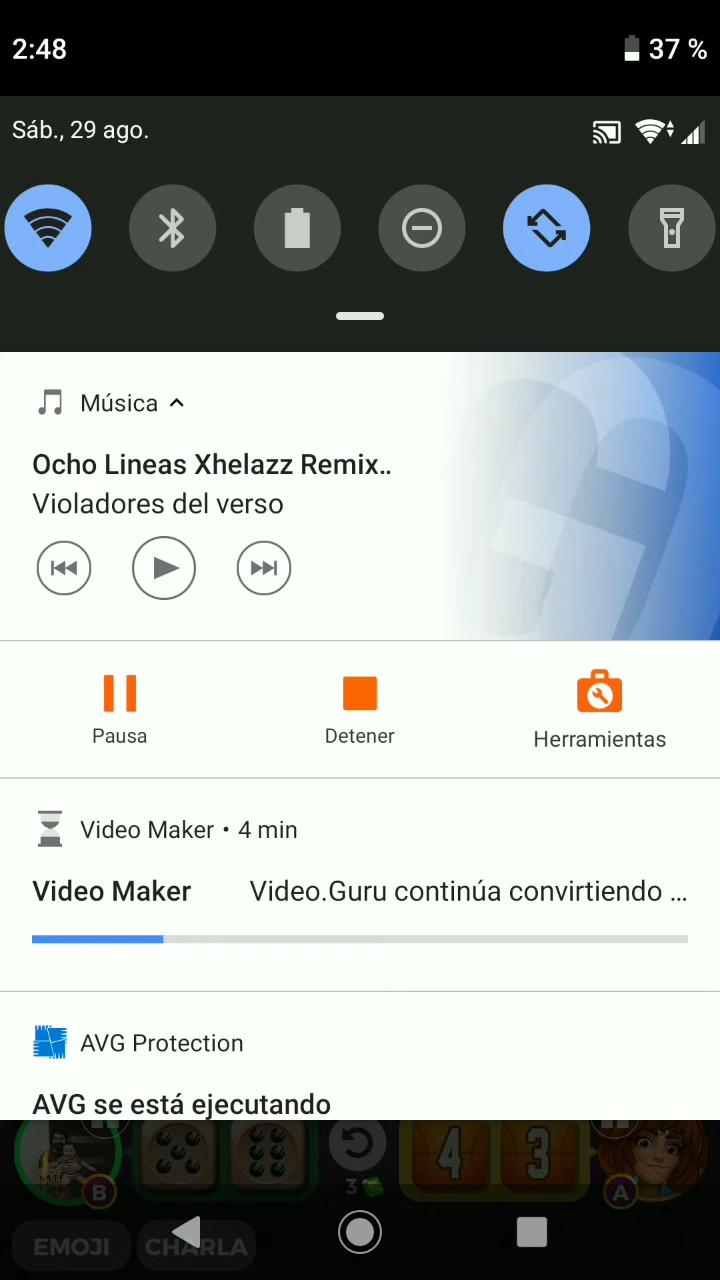 2:48
37 %
Sáb., 29 ago.
Música
Ocho Lineas Xhelazz Remix..
Violadores del verso
Pausa
Detener
Herramientas
Video Maker • 4 min
Video Maker
Video.Guru continúa convirtiendo ...
AVG Protection
AVG se está ejecutando
B
3
4
3
A
EMOJI
CHARLA